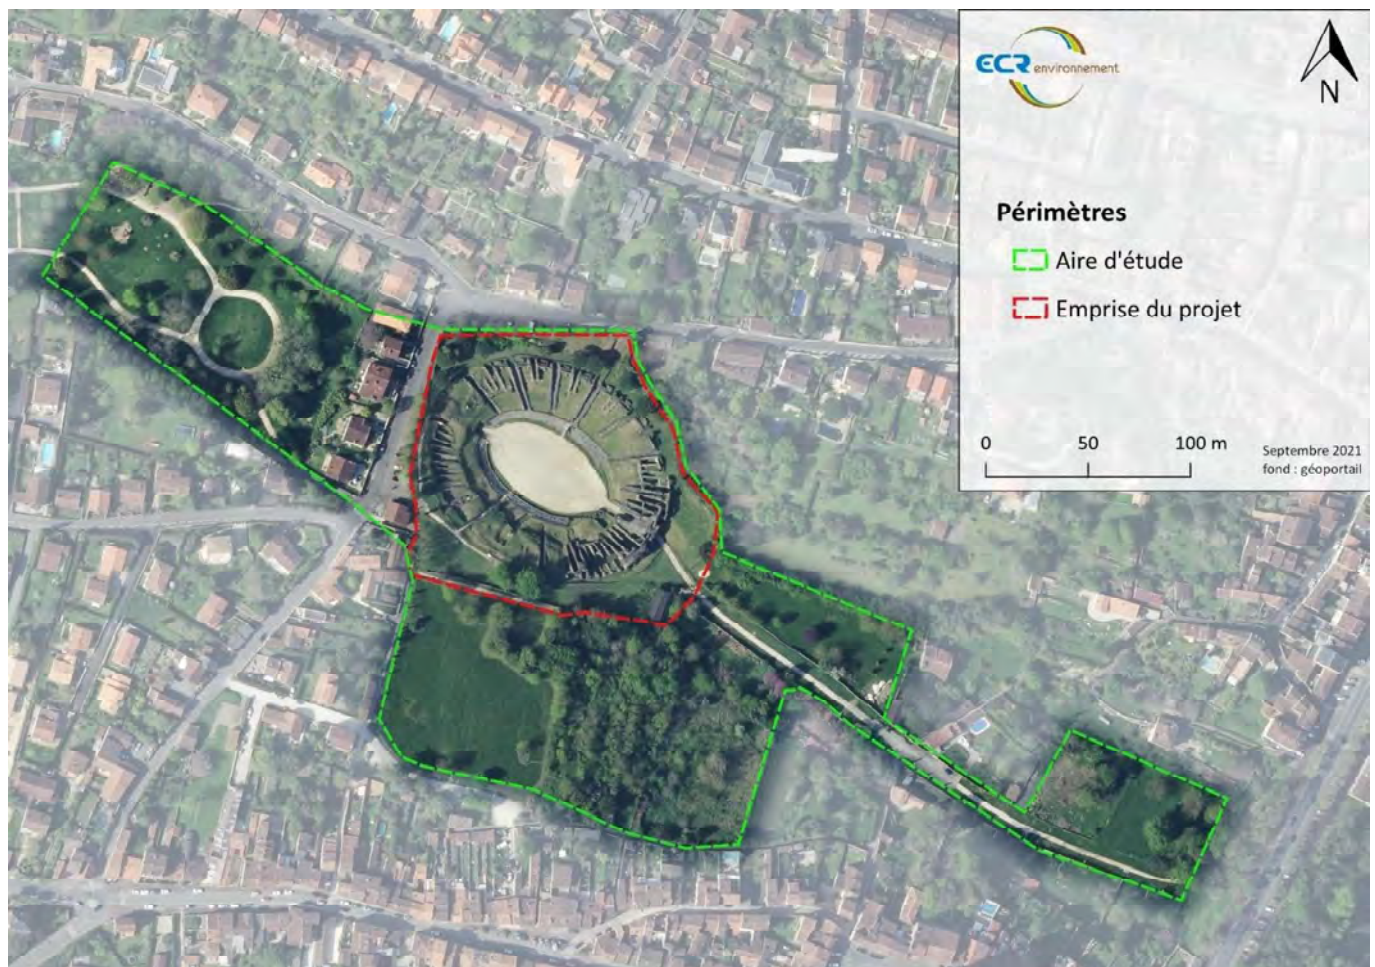 ECR environnement
N
Périmètres
Aire d'étude
Emprise du projet
0 50 100 m
Septembre 2021
fond : géoportail